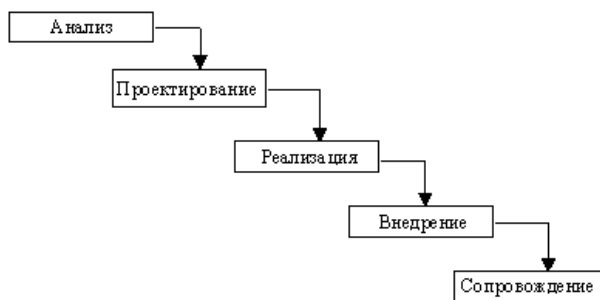 Анализ
Проектирование
Реализация
Внедрение
Сопровождение